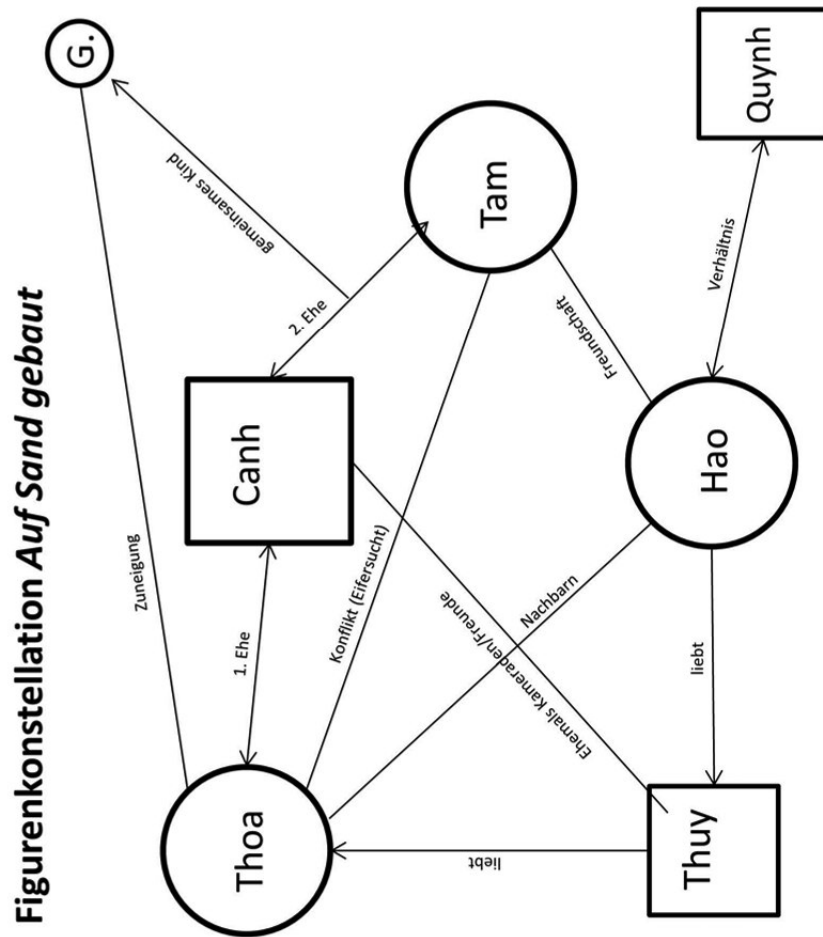 Figurenkonstellation Auf Sand gebaut
G.
Zuneigung
gemeinsames Kind
Thoa
1. Ehe
Canh
2. Ehe
Tam
Konflikt (Eifersucht)
liebt
Nachbarn
Ehemals Kameraden/Freunde
Freundschaft
Thuy
liebt
Hao
Verhältnis
Quynh